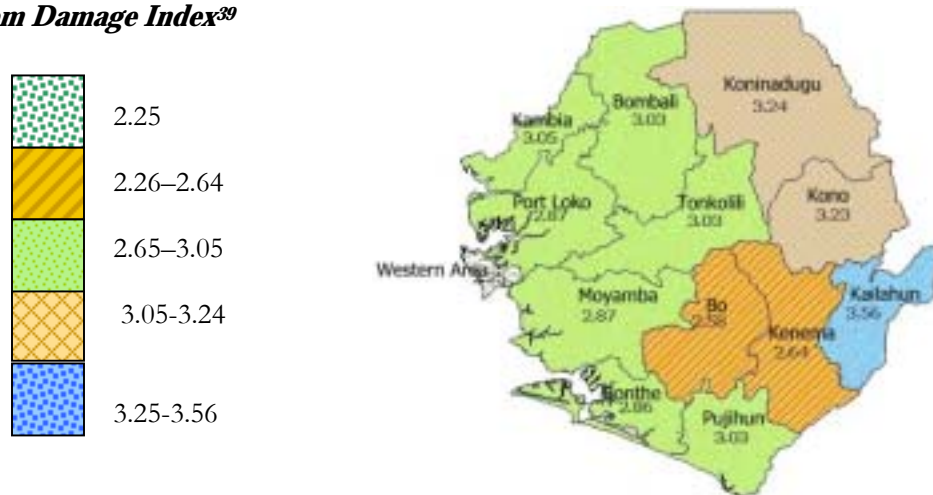 m Damage Index39
2.25
2.26–2.64
2.65–3.05
3.05-3.24
3.25-3.56
Koninadugu
3.24
Bombali
3.03
Kambia
3.05
Kono
3.23
Port Loko
2.87
Tonkolili
3.03
Western Area
Kailahun
3.56
Moyamba
2.87
Bo
Kenema
2.64
Bonthe
2.86
Pujihun
3.03